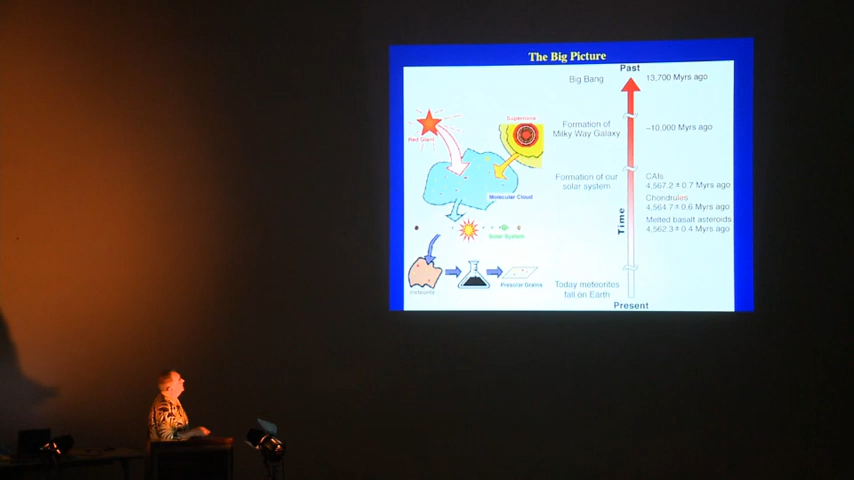 The Big Picture
Past
Big Bang
13,700 Myrs ago
Supernova
Red Giant
Formation of
Milky Way Galaxy
~10,000 Myrs ago
Molecular Cloud
Formation of our
solar system
CAIs
4,567.2 ± 0.7 Myrs ago
Chondrules
4,564.7 ± 0.6 Myrs ago
Melted basalt asteroids
4,562.3 ± 0.4 Myrs ago
Time
Solar System
Presolar Grains
Today meteorites
fall on Earth
Present